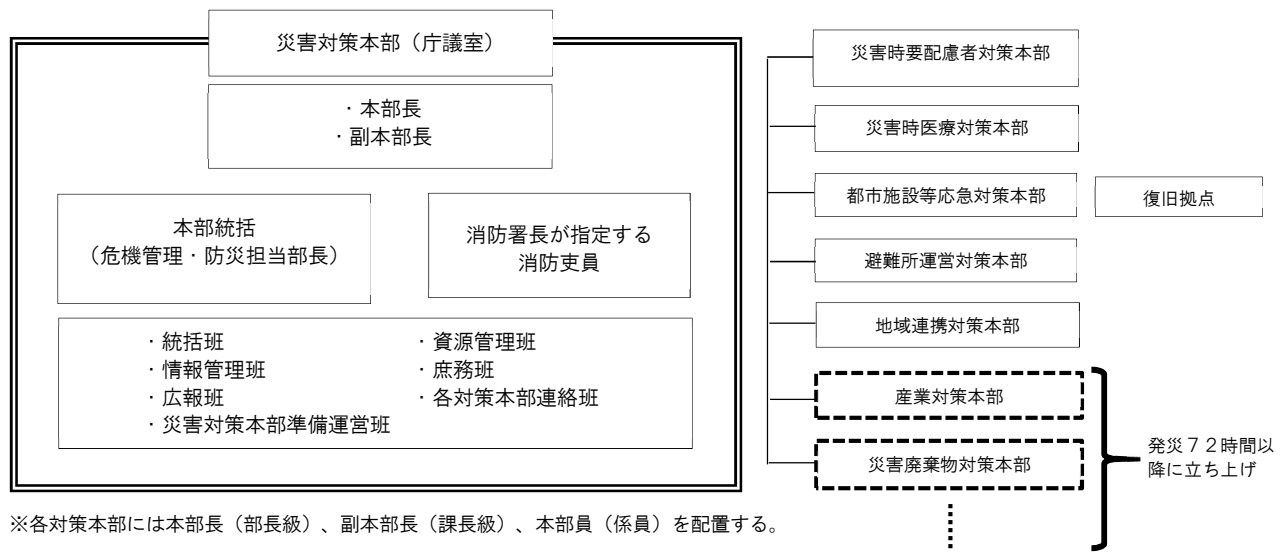 災害対策本部（庁議室）
・本部長
・副本部長
本部統括
（危機管理・防災担当部長）
消防署長が指定する
消防吏員
・統括班
・情報管理班
・広報班
・災害対策本部準備運営班
・資源管理班
・庶務班
・各対策本部連絡班
災害時要配慮者対策本部
災害時医療対策本部
都市施設等応急対策本部
復旧拠点
避難所運営対策本部
地域連携対策本部
産業対策本部
災害廃棄物対策本部
発災７２時間以
降に立ち上げ
※各対策本部には本部長（部長級）、副本部長（課長級）、本部員（係員）を配置する。